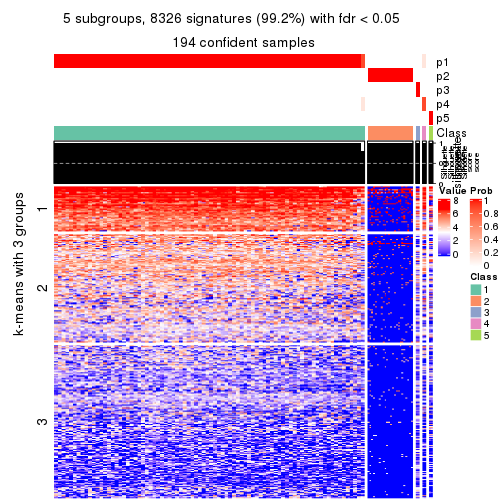 5 subgroups, 8326 signatures (99.2%) with fdr < 0.05
194 confident samples
p1
p2
p3
p4
p5
Class
1
0
Silhouette
score
Value Prob
8 1
6 0.8
4 0.6
2 0.4
0 0.2
0
Class
1
2
3
4
5
k-means with 3 groups
1
2
3